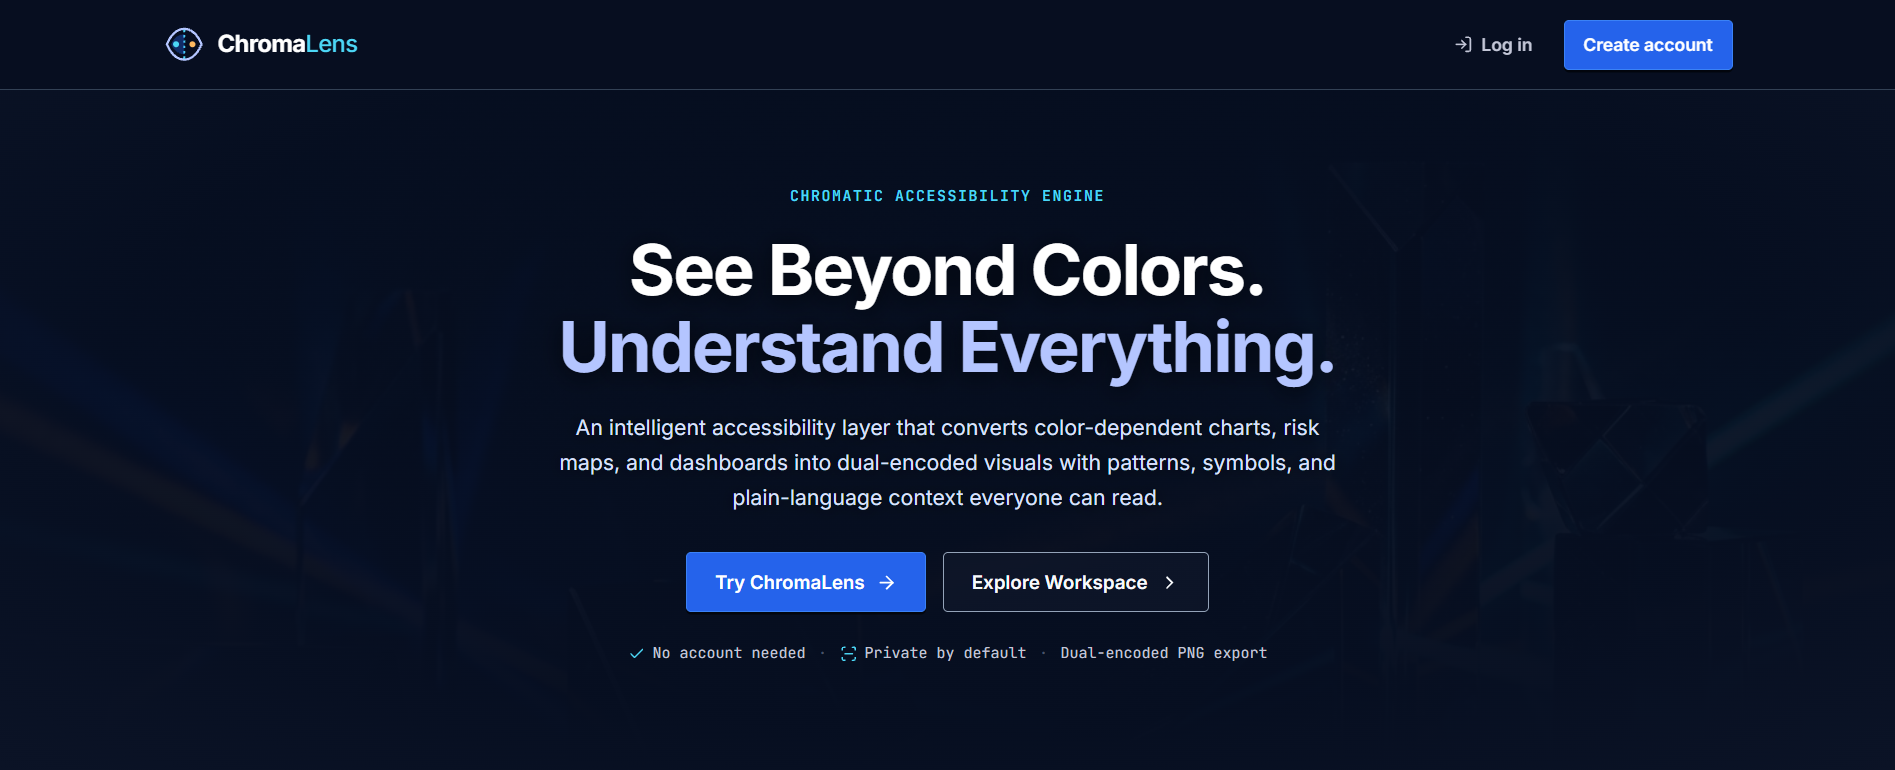 ChromaLens
Log in
Create account
CHROMATIC ACCESSIBILITY ENGINE
See Beyond Colors.
Understand Everything.
An intelligent accessibility layer that converts color-dependent charts, risk
maps, and dashboards into dual-encoded visuals with patterns, symbols, and
plain-language context everyone can read.
Try ChromaLens
Explore Workspace
No account needed · Private by default · Dual-encoded PNG export